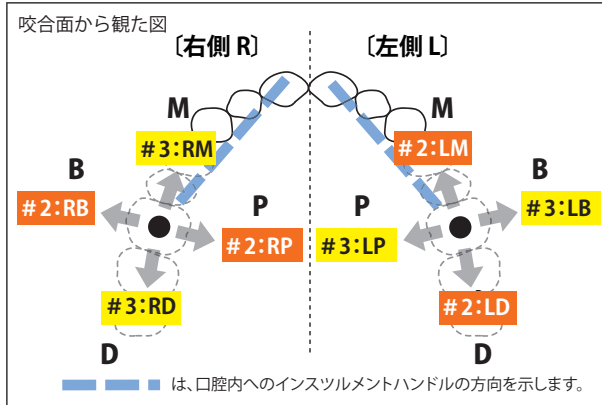 咬合面から観た図
〔右側 R〕 〔左側 L〕
M M
#3:RM #2:LM
B P P B
#2:RB #2:RP #3:LP #3:LB
#3:RD #2:LD
D D
は、口腔内へのインスツルメントハンドルの方向を示します。